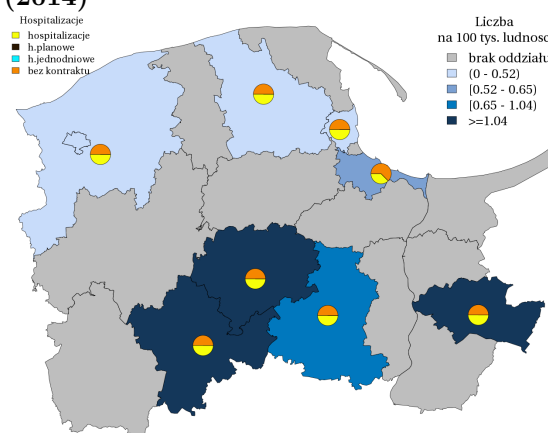 (2014)
Hospitalizacje
hospitalizacje
h.planowe
h.jednodniowe
bez kontraktu
Liczba
na 100 tys. ludnosc
brak oddziału
(0 - 0.52)
[0.52 - 0.65)
[0.65 - 1.04)
>=1.04